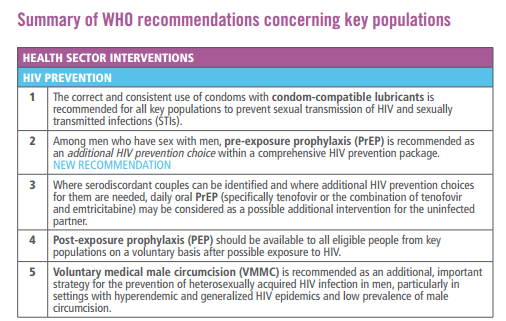 Summary of WHO recommendations concerning key populations
HEALTH SECTOR INTERVENTIONS
HIV PREVENTION
1 The correct and consistent use of condoms with condom-compatible lubricants is
recommended for all key populations to prevent sexual transmission of HIV and sexually
transmitted infections (STIs).
2 Among men who have sex with men, pre-exposure prophylaxis (PrEP) is recommended as
an additional HIV prevention choice within a comprehensive HIV prevention package.
NEW RECOMMENDATION
3 Where serodiscordant couples can be identified and where additional HIV prevention choices
for them are needed, daily oral PrEP (specifically tenofovir or the combination of tenofovir
and emtricitabine) may be considered as a possible additional intervention for the uninfected
partner.
4 Post-exposure prophylaxis (PEP) should be available to all eligible people from key
populations on a voluntary basis after possible exposure to HIV.
5 Voluntary medical male circumcision (VMMC) is recommended as an additional, important
strategy for the prevention of heterosexually acquired HIV infection in men, particularly in
settings with hyperendemic and generalized HIV epidemics and low prevalence of male
circumcision.